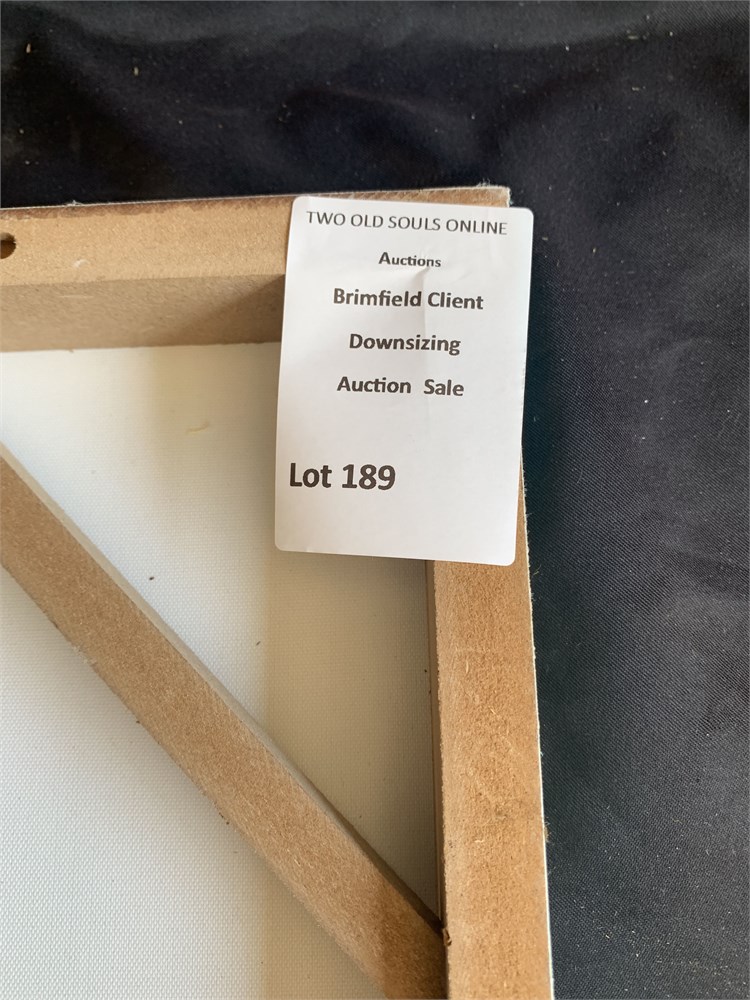 TWO OLD SOULS ONLINE
Auctions
Brimfield Client
Downsizing
Auction Sale
Lot 189